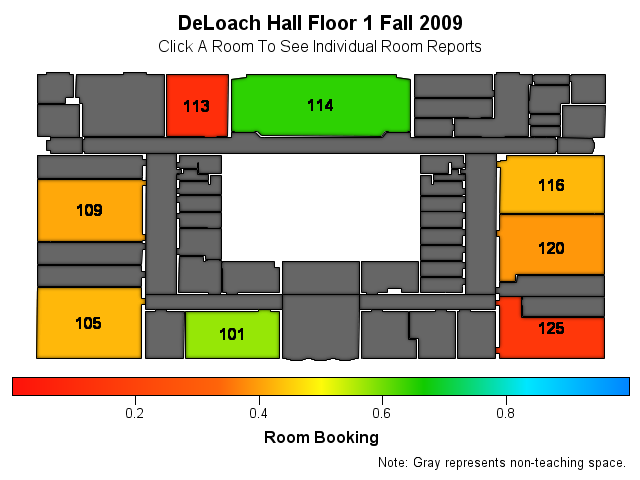 DeLoach Hall Floor 1 Fall 2009
Click A Room To See Individual Room Reports
113
114
116
109
120
105
101
125
0.2 0.4 0.6 0.8
Room Booking
Note: Gray represents non-teaching space.